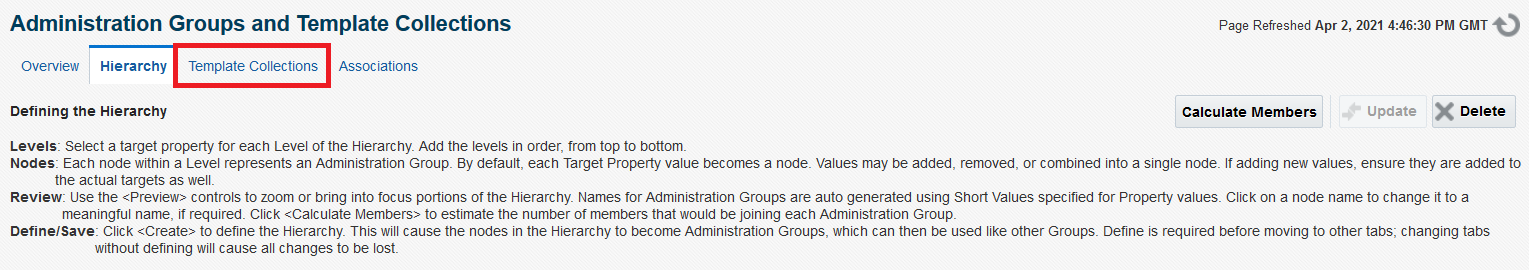 Administration Groups and Template Collections
Page Refreshed Apr 2, 2021 4:46:30 PM GMT
Overview Hierarchy Template Collections Associations
Defining the Hierarchy
Calculate Members Update Delete
Levels: Select a target property for each Level of the Hierarchy. Add the levels in order, from top to bottom.
Nodes: Each node within a Level represents an Administration Group. By default, each Target Property value becomes a node. Values may be added, removed, or combined into a single node. If adding new values, ensure they are added to
the actual targets as well.
Review: Use the <Preview> controls to zoom or bring into focus portions of the Hierarchy. Names for Administration Groups are auto generated using Short Values specified for Property values. Click on a node name to change it to a
meaningful name, if required. Click <Calculate Members> to estimate the number of members that would be joining each Administration Group.
Define/Save: Click <Create> to define the Hierarchy. This will cause the nodes in the Hierarchy to become Administration Groups, which can then be used like other Groups. Define is required before moving to other tabs; changing tabs
without defining will cause all changes to be lost.